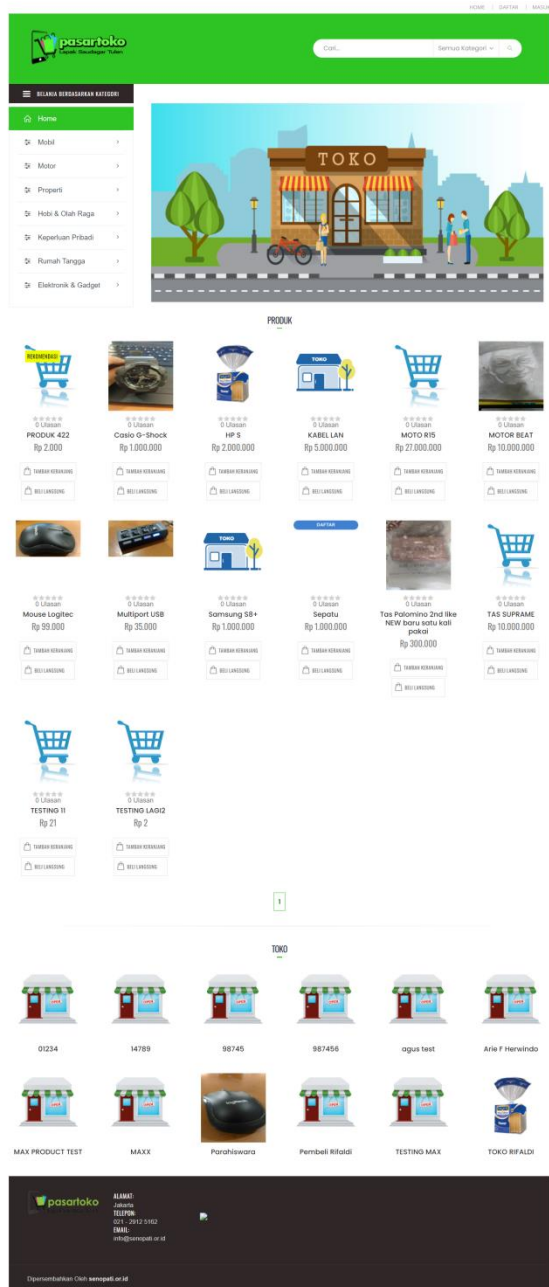 HOME
DAFTAR
MASUK
pasartoko
Lapak Saudagar Tulen
Cari...
Semua Kategori
BELANJA BERDASARKAN KATEGORI
Home
Mobil
Motor
Properti
Hobi & Olah Raga
Keperluan Pribadi
Rumah Tangga
Elektronik & Gadget
TOKO
PRODUK
REKOMENDASI
0 Ulasan
PRODUK 422
Rp 2.000
TAMBAH KERANJANG
BELI LANGSUNG
0 Ulasan
Casio G-Shock
Rp 1.000.000
TAMBAH KERANJANG
BELI LANGSUNG
0 Ulasan
HP S
Rp 2.000.000
TAMBAH KERANJANG
BELI LANGSUNG
TOKO
0 Ulasan
KABEL LAN
Rp 5.000.000
TAMBAH KERANJANG
BELI LANGSUNG
0 Ulasan
MOTO R15
Rp 27.000.000
TAMBAH KERANJANG
BELI LANGSUNG
0 Ulasan
MOTOR BEAT
Rp 10.000.000
TAMBAH KERANJANG
BELI LANGSUNG
0 Ulasan
Mouse Logitec
Rp 99.000
TAMBAH KERANJANG
BELI LANGSUNG
0 Ulasan
Multiport USB
Rp 35.000
TAMBAH KERANJANG
BELI LANGSUNG
TOKO
0 Ulasan
Samsung S8+
Rp 1.000.000
TAMBAH KERANJANG
BELI LANGSUNG
DAFTAR
0 Ulasan
Sepatu
Rp 1.000.000
TAMBAH KERANJANG
BELI LANGSUNG
0 Ulasan
Tas Palomino 2nd like
NEW baru satu kali
pakai
Rp 300.000
TAMBAH KERANJANG
BELI LANGSUNG
0 Ulasan
TAS SUPRAME
Rp 10.000.000
TAMBAH KERANJANG
BELI LANGSUNG
0 Ulasan
TESTING 11
Rp 21
TAMBAH KERANJANG
BELI LANGSUNG
0 Ulasan
TESTING LAGI2
Rp 2
TAMBAH KERANJANG
BELI LANGSUNG
1
TOKO
01234
14789
98745
987456
agus test
Arie F Herwindo
MAX PRODUCT TEST
MAXX
Parahiswara
Pembeli Rifaldi
TESTING MAX
TOKO RIFALDI
pasartoko
ALAMAT:
Jakarta
TELEPON:
021 - 2912 5162
EMAIL:
info@senopati.or.id
Dipersembahkan Oleh senopati.or.id